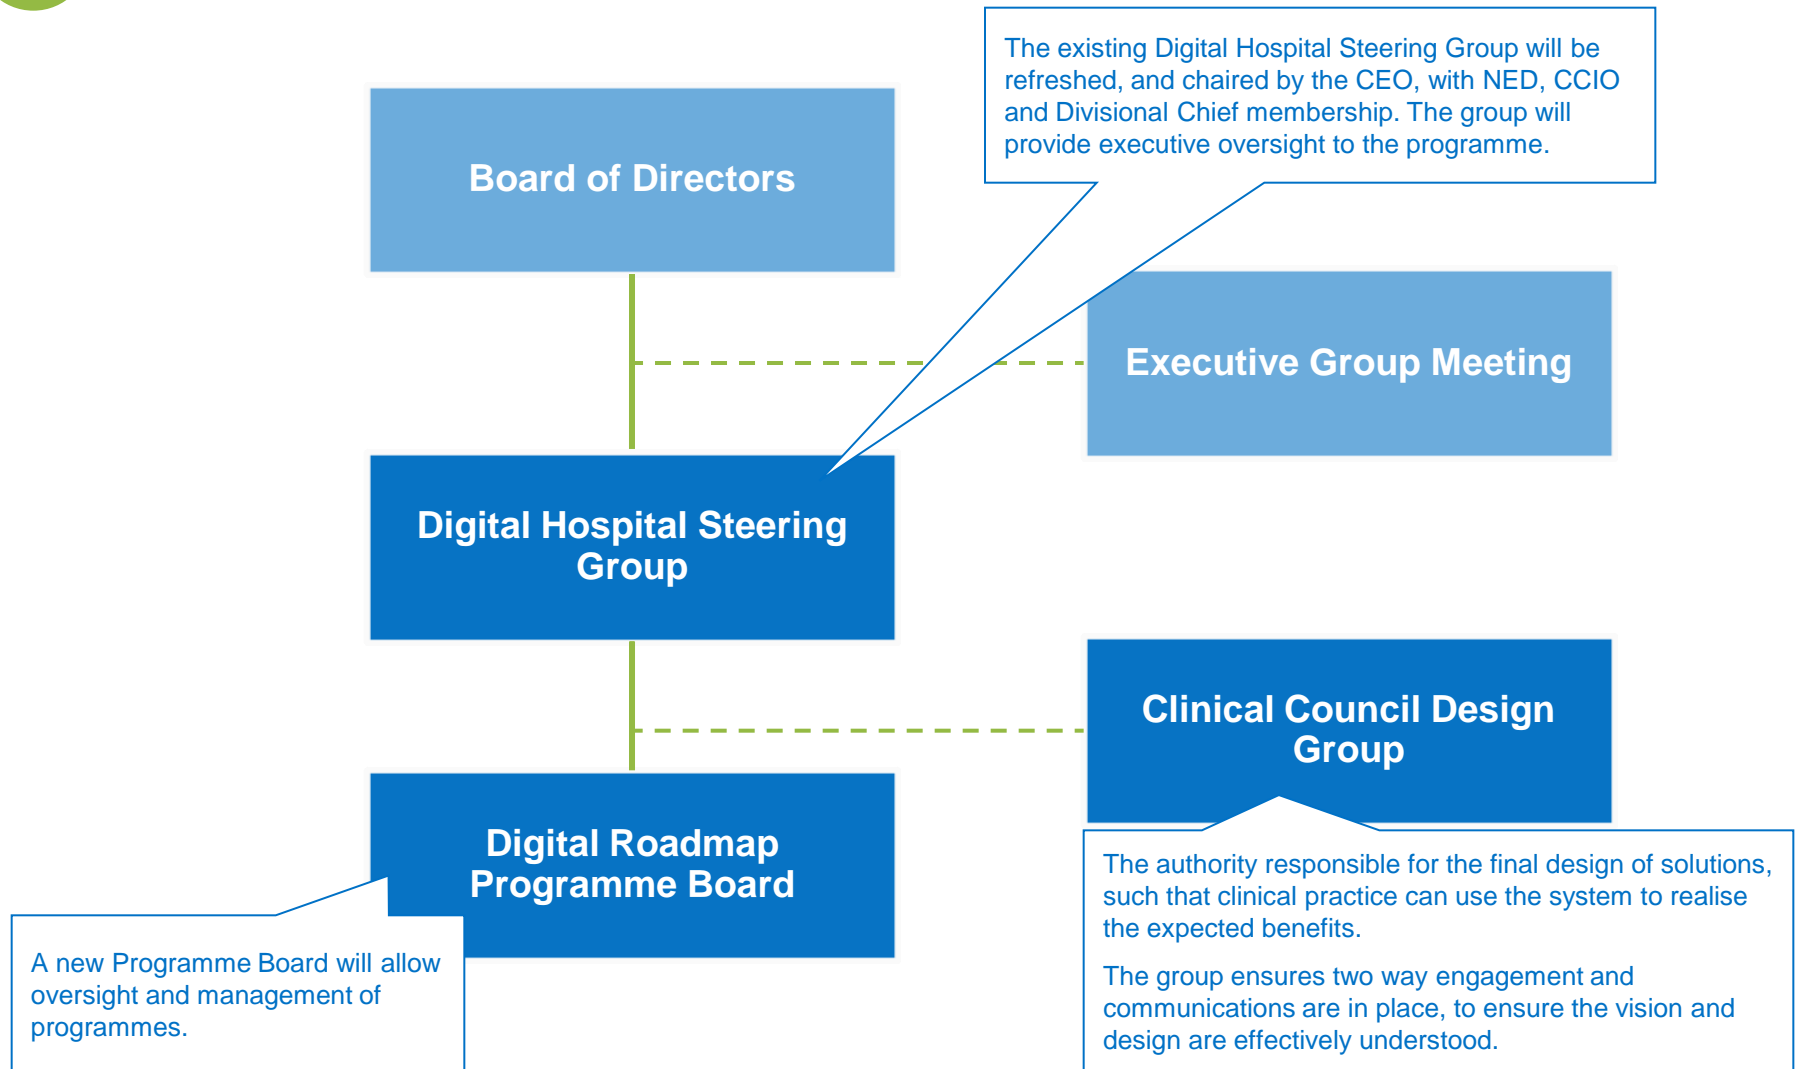 The existing Digital Hospital Steering Group will be
refreshed, and chaired by the CEO, with NED, CCIO
and Divisional Chief membership. The group will
provide executive oversight to the programme.
Board of Directors
Executive Group Meeting
Digital Hospital Steering
Group
Clinical Council Design
Group
Digital Roadmap
Programme Board
The authority responsible for the final design of solutions,
such that clinical practice can use the system to realise
the expected benefits.
The group ensures two way engagement and
communications are in place, to ensure the vision and
design are effectively understood.
A new Programme Board will allow
oversight and management of
programmes.